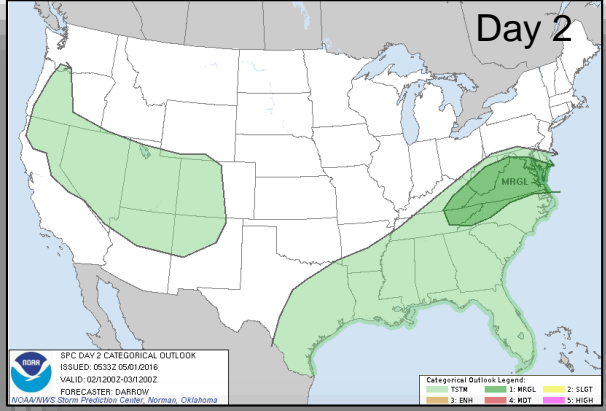 Day 2
MRGL
NOAA
SPC DAY 2 CATEGORICAL OUTLOOK
ISSUED: 0533Z 05/01/2016
VALID: 02/1200Z-03/1200Z
FORECASTER: DARROW
NOAA/NWS Storm Prediction Center, Norman, Oklahoma
Categorical Outlook Legend:
TSTM 1: MRGL 2: SLGT
3: ENH 4: MDT 5: HIGH